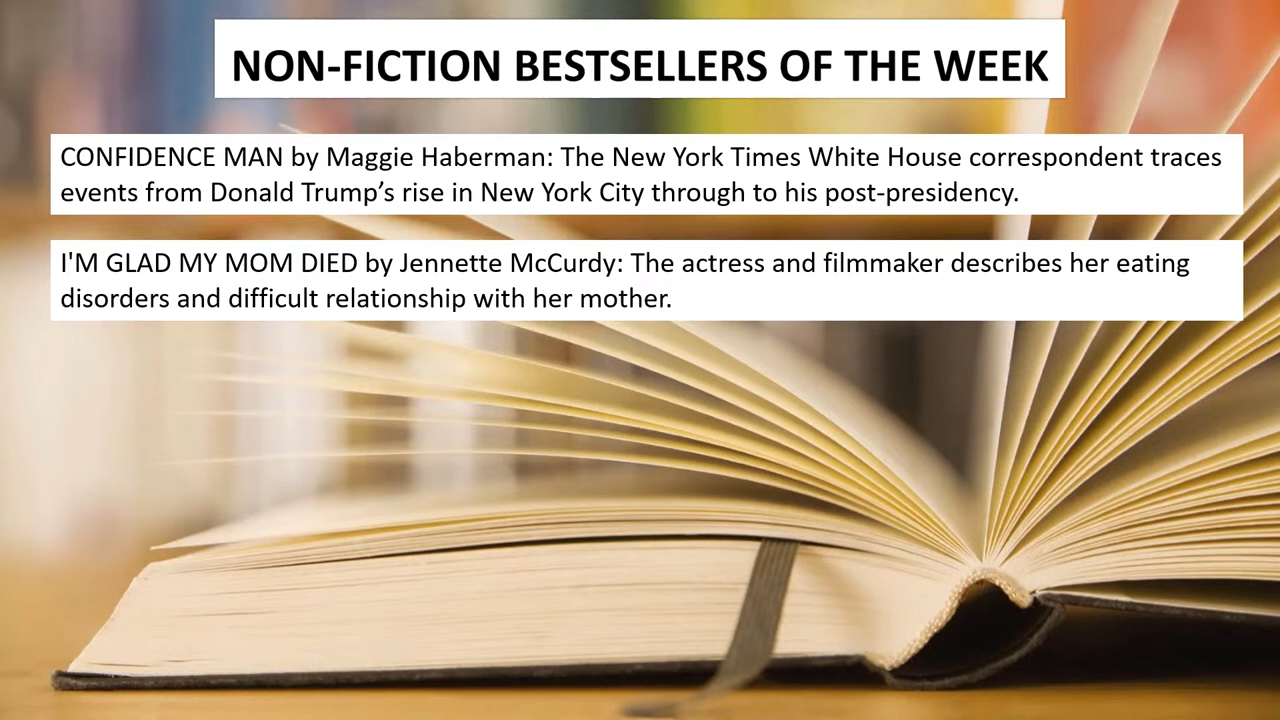 NON-FICTION BESTSELLERS OF THE WEEK
CONFIDENCE MAN by Maggie Haberman: The New York Times White House correspondent traces
events from Donald Trump’s rise in New York City through to his post-presidency.
I'M GLAD MY MOM DIED by Jennette McCurdy: The actress and filmmaker describes her eating
disorders and difficult relationship with her mother.